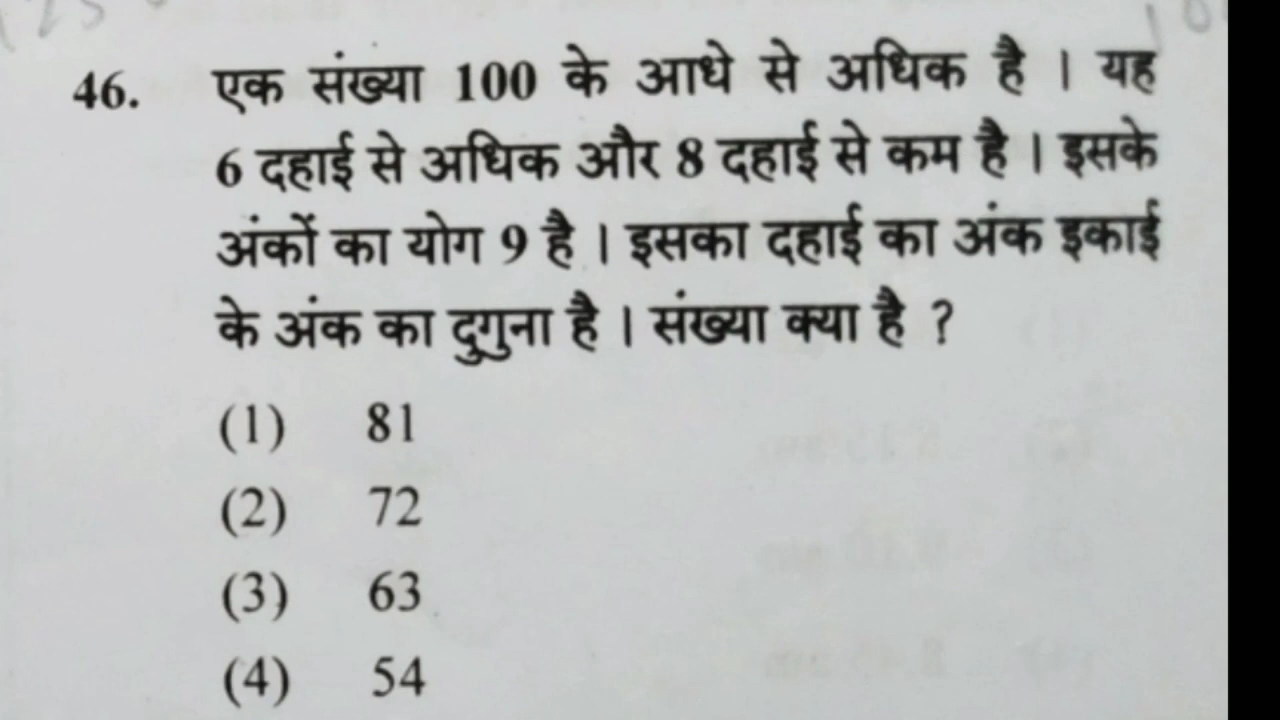 46. एक संख्या 100 के आधे से अधिक है । यह
6 दहाई से अधिक और 8 दहाई से कम है । इसके
अंकों का योग 9 है । इसका दहाई का अंक इकाई
के अंक का दुगुना है । संख्या क्या है ?
(1) 81
(2) 72
(3) 63
(4) 54